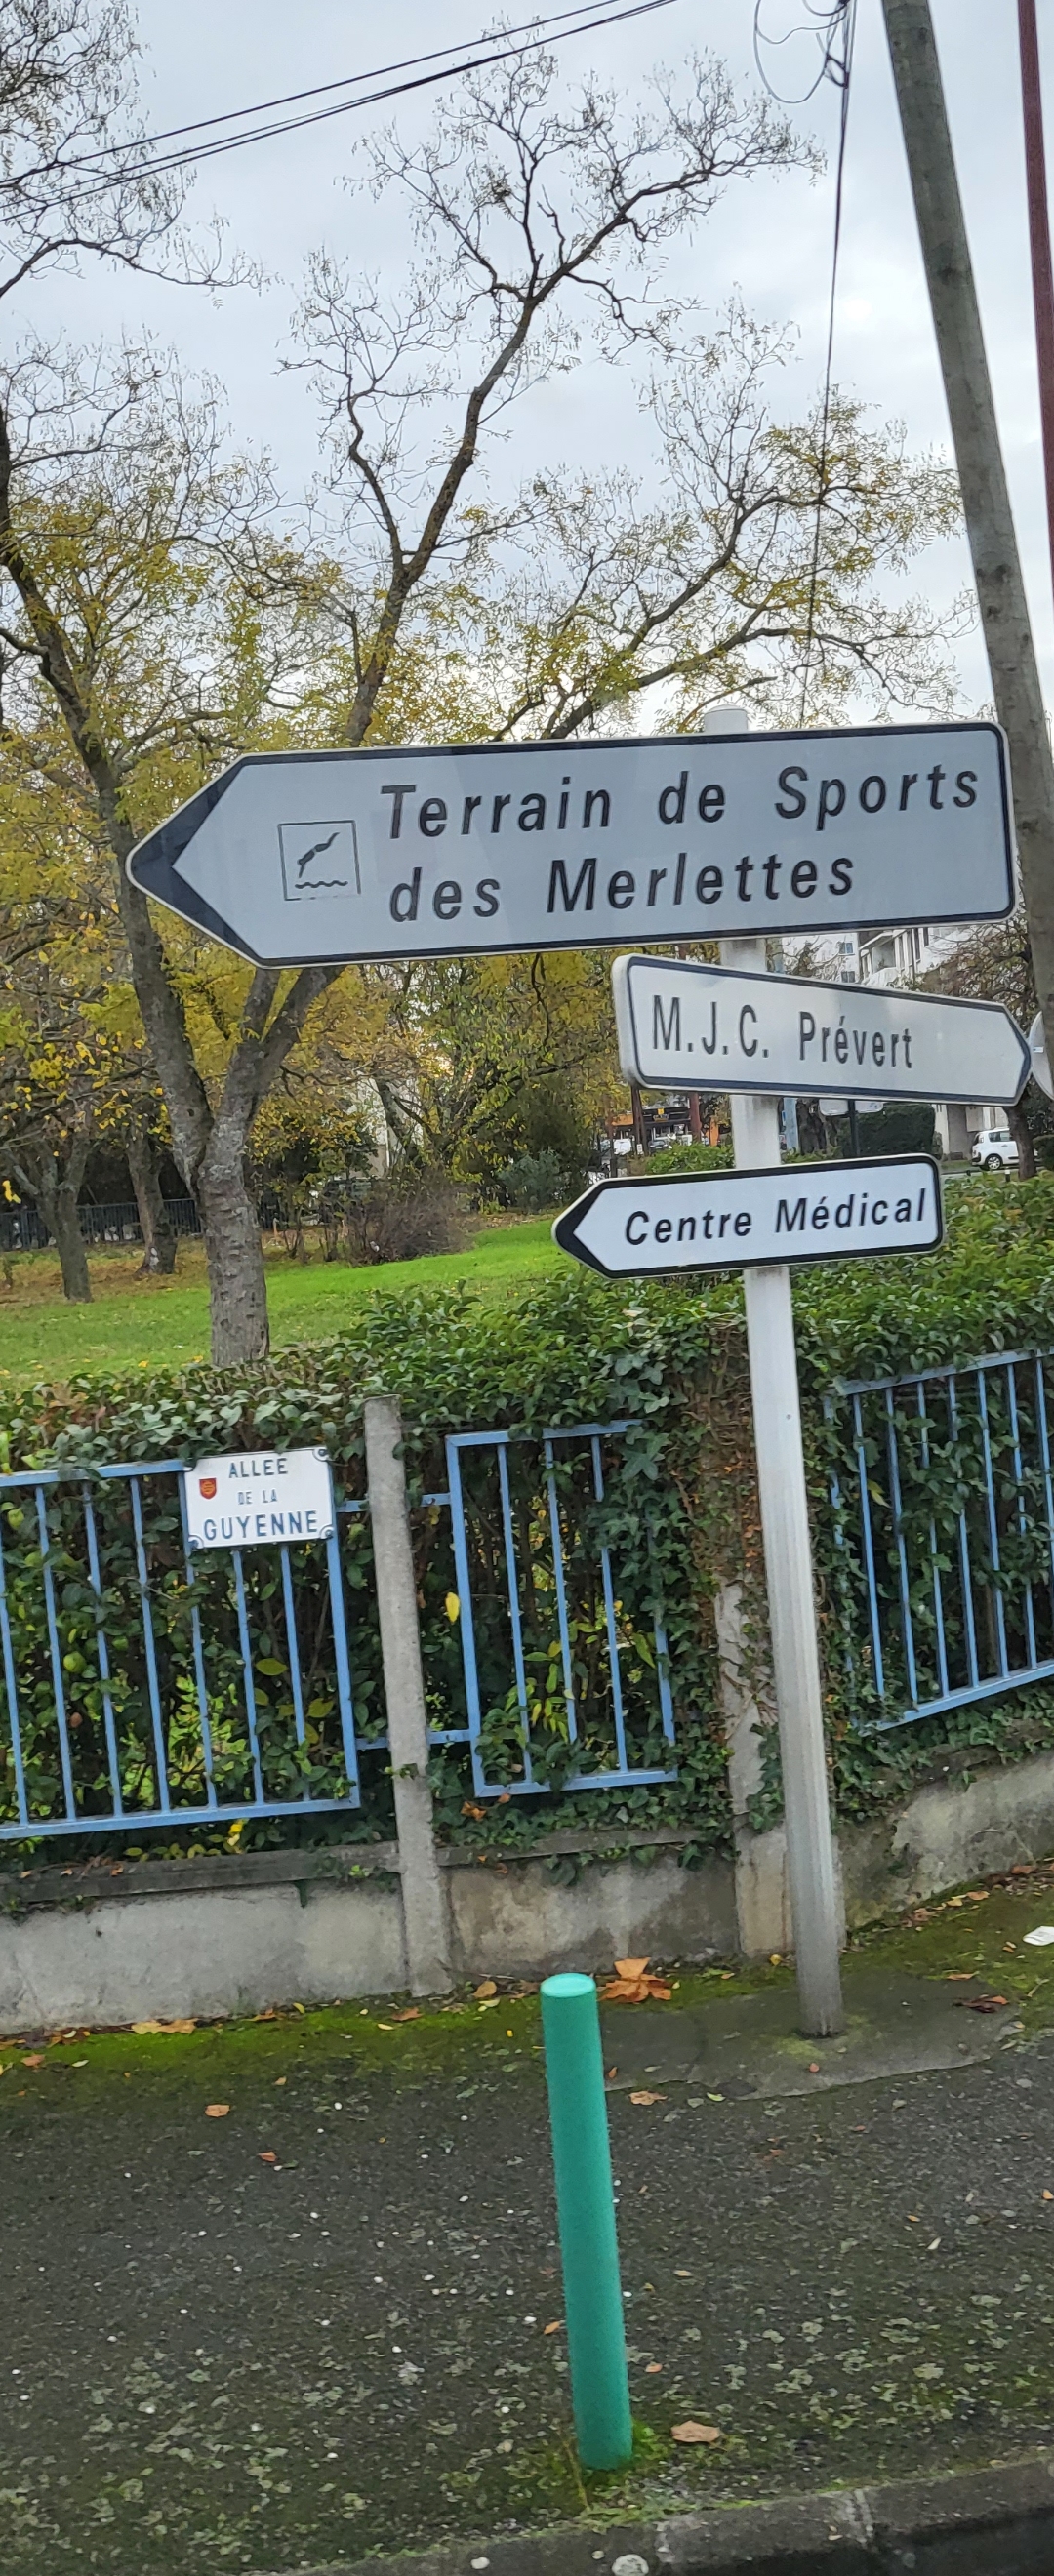 Terrain de Sports
des Merlettes
M.J.C. Prévert
Centre Médical
ALLEE
DE LA
GUYENNE